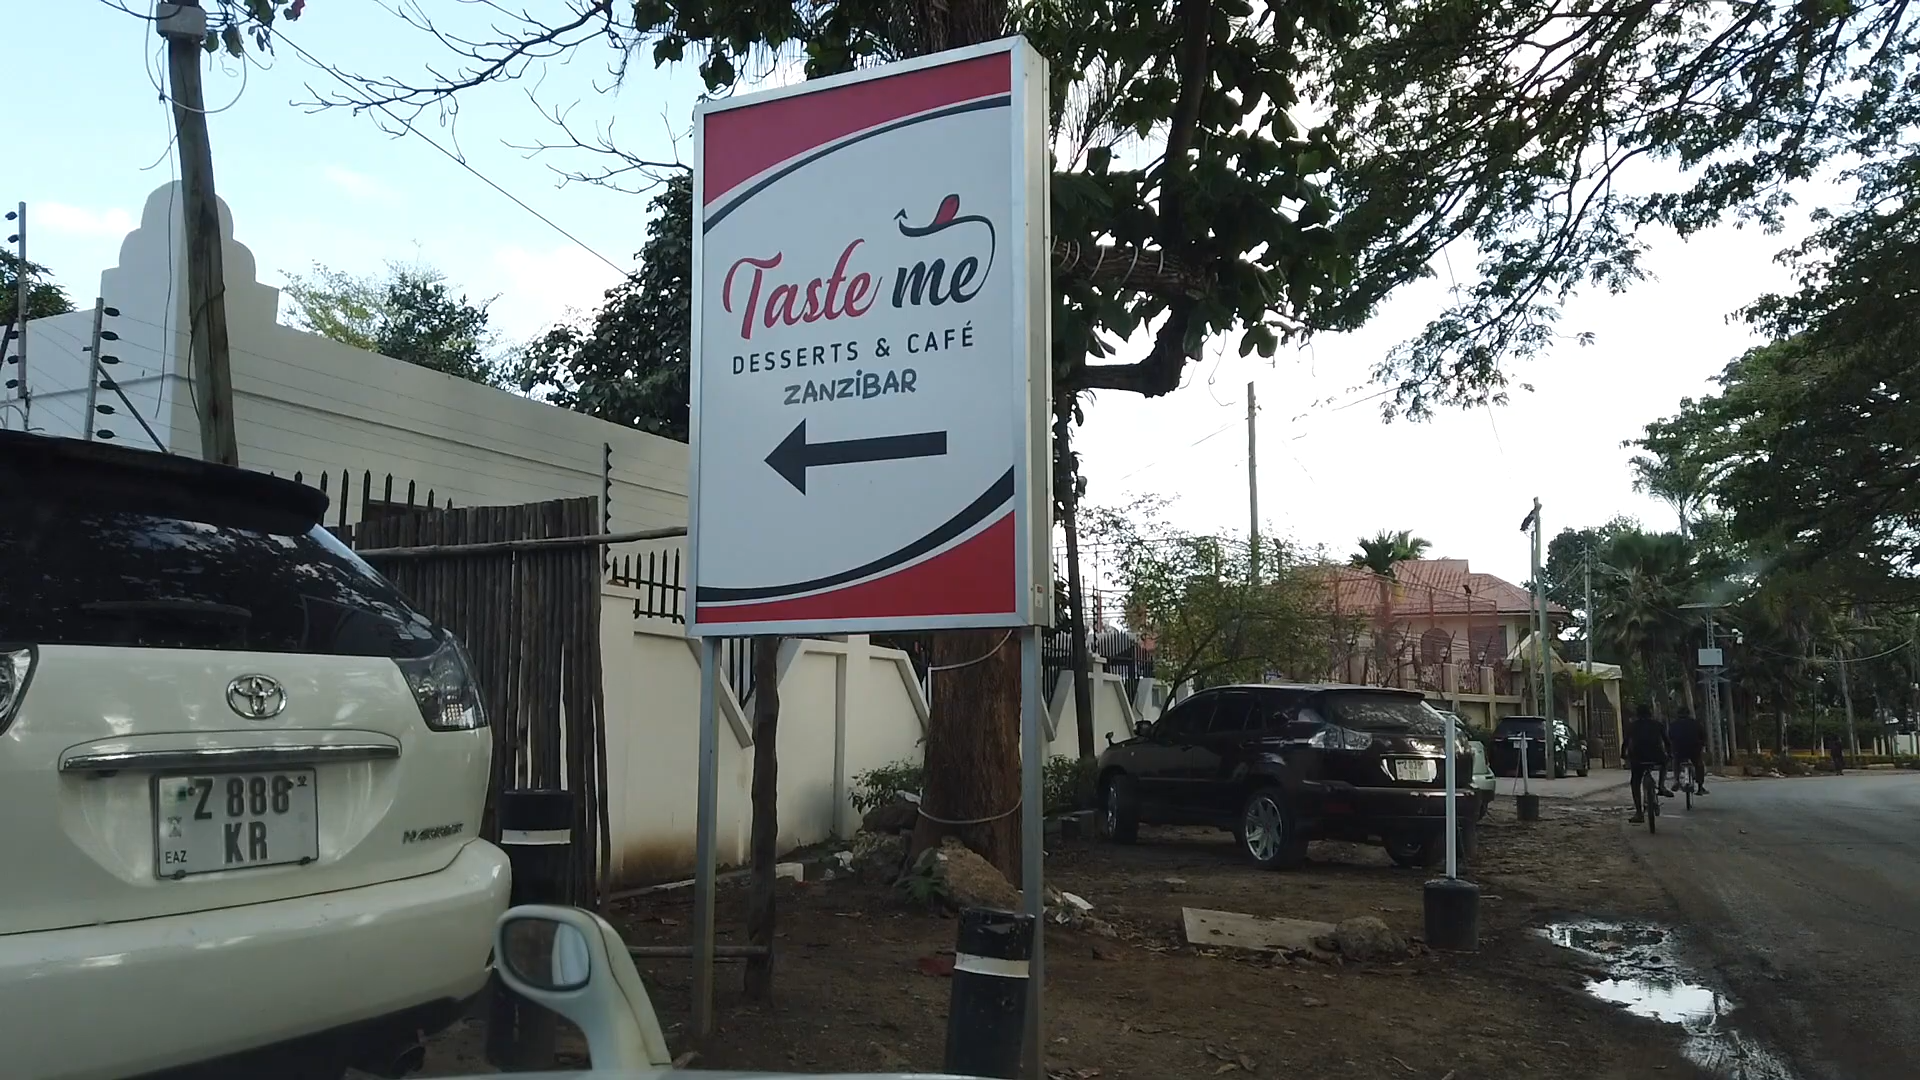 Taste me
DESSERTS & CAFÉ
ZANZiBAR
Z 888
KR
EAZ